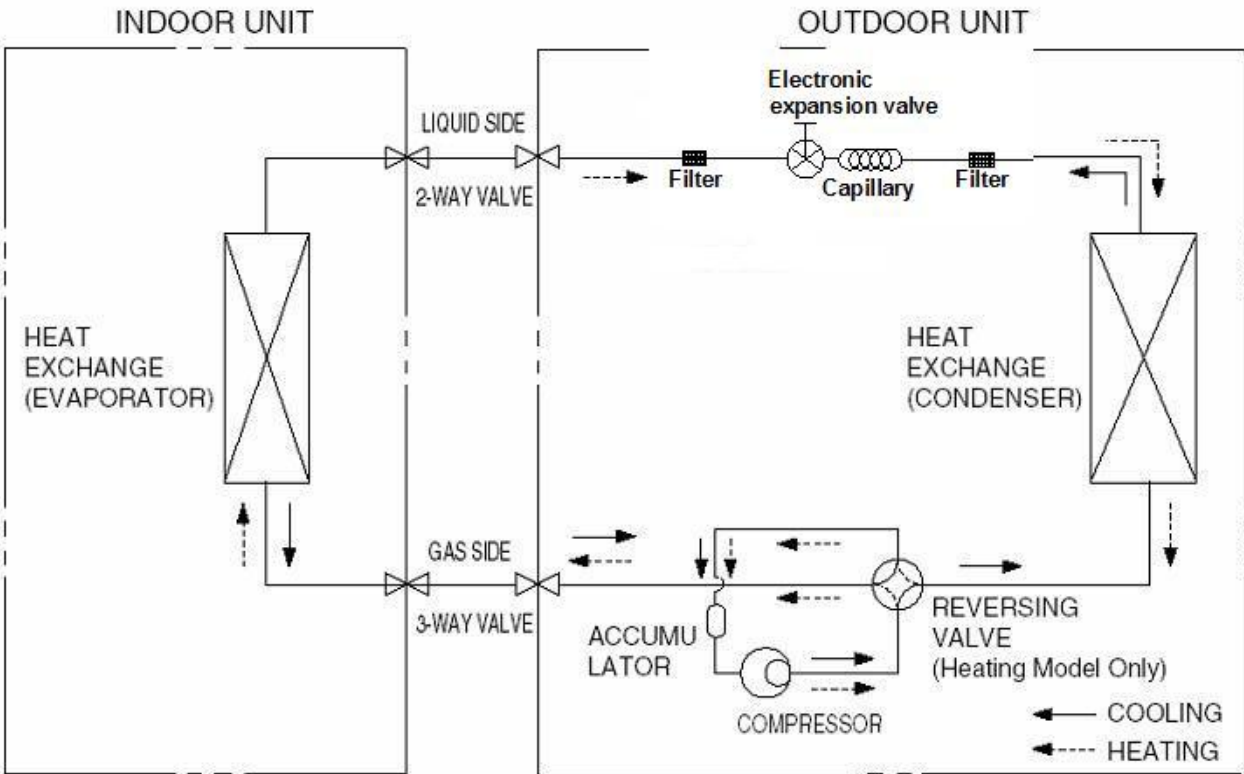 INDOOR UNIT
OUTDOOR UNIT
Electronic
expansion valve
LIQUID SIDE
2-WAY VALVE
Filter
Capillary
Filter
HEAT
EXCHANGE
(EVAPORATOR)
HEAT
EXCHANGE
(CONDENSER)
GAS SIDE
3-WAY VALVE
ACCUMU
LATOR
COMPRESSOR
REVERSING
VALVE
(Heating Model Only)
COOLING
HEATING